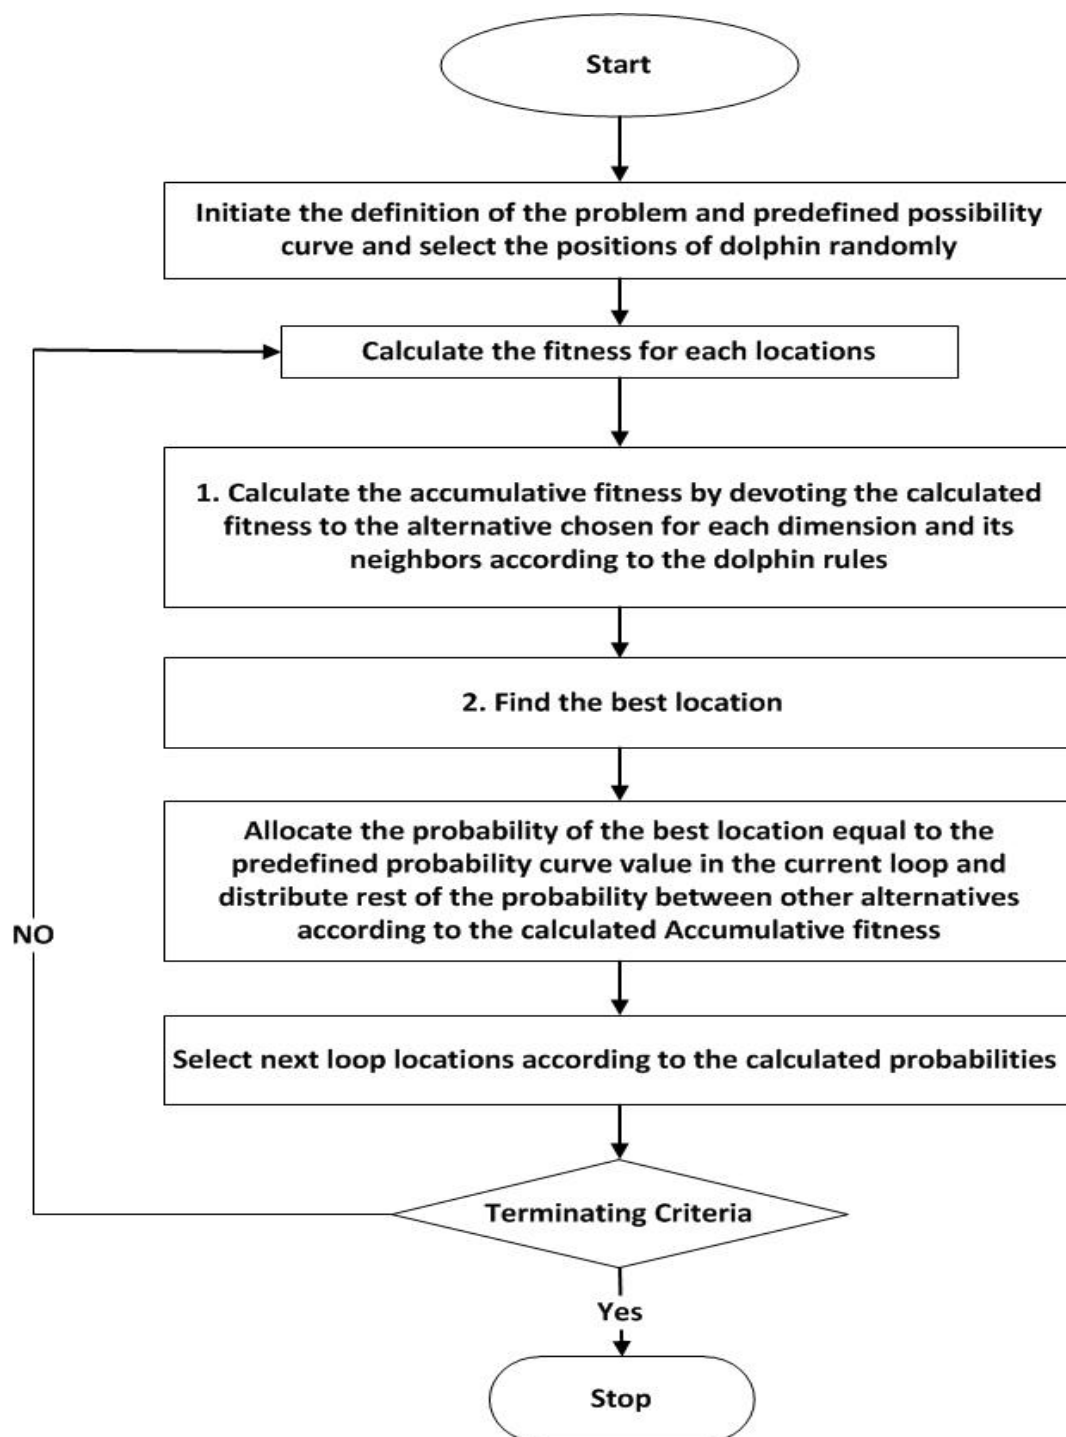 Start
Initiate the definition of the problem and predefined possibility
curve and select the positions of dolphin randomly
Calculate the fitness for each locations
1. Calculate the accumulative fitness by devoting the calculated
fitness to the alternative chosen for each dimension and its
neighbors according to the dolphin rules
2. Find the best location
Allocate the probability of the best location equal to the
predefined probability curve value in the current loop and
distribute rest of the probability between other alternatives
according to the calculated Accumulative fitness
NO
Select next loop locations according to the calculated probabilities
Terminating Criteria
Yes
Stop